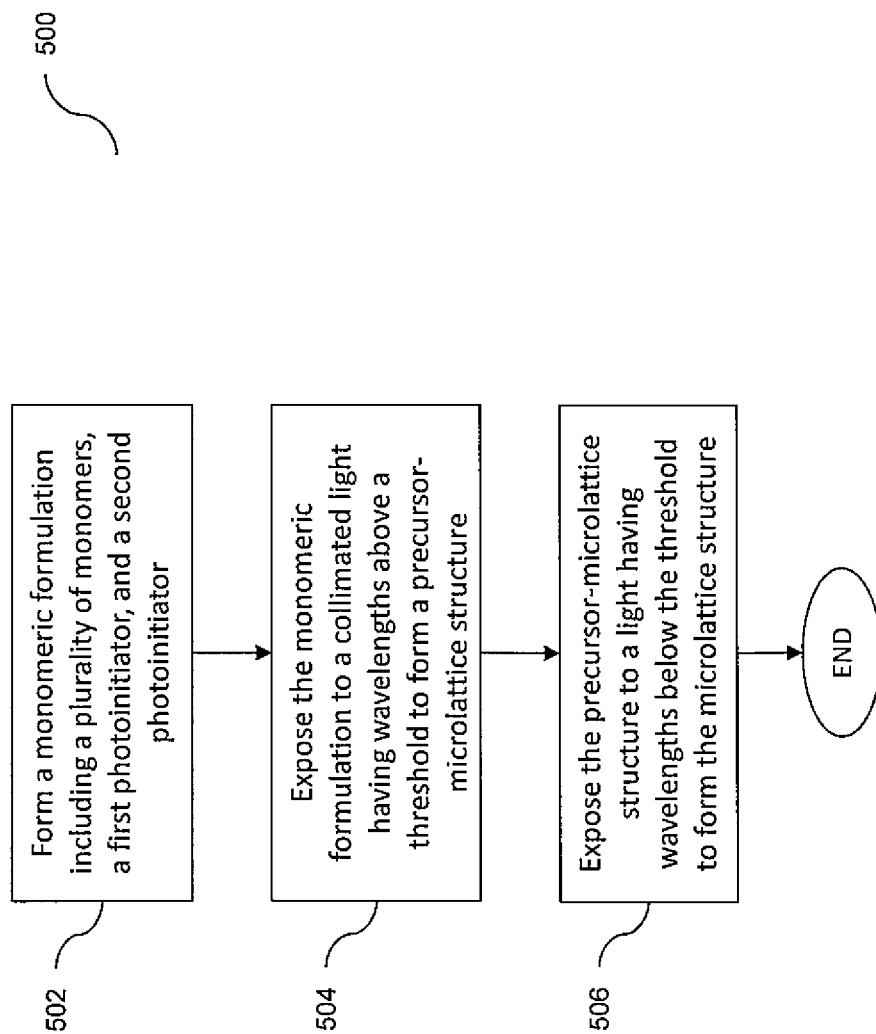 500
502
Form a monomeric formulation
including a plurality of monomers,
a first photoinitiator, and a second
photoinitiator
504
Expose the monomeric
formulation to a collimated light
having wavelengths above a
threshold to form a precursor-
microlattice structure
506
Expose the precursor-microlattice
structure to a light having
wavelengths below the threshold
to form the microlattice structure
END